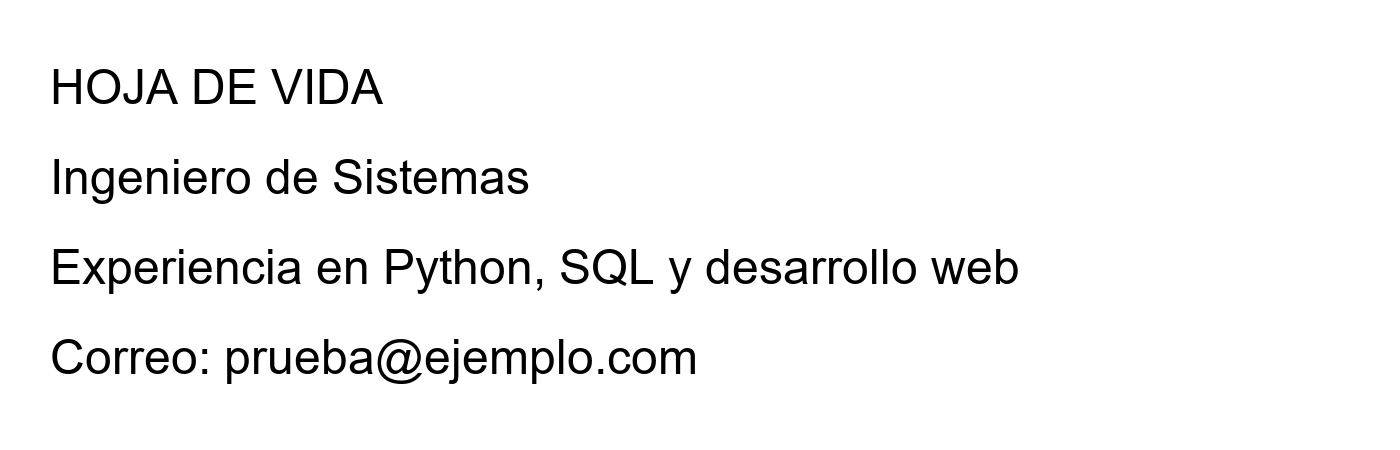 HOJA DE VIDA
Ingeniero de Sistemas
Experiencia en Python, SQL y desarrollo web
Correo: prueba@ejemplo.com